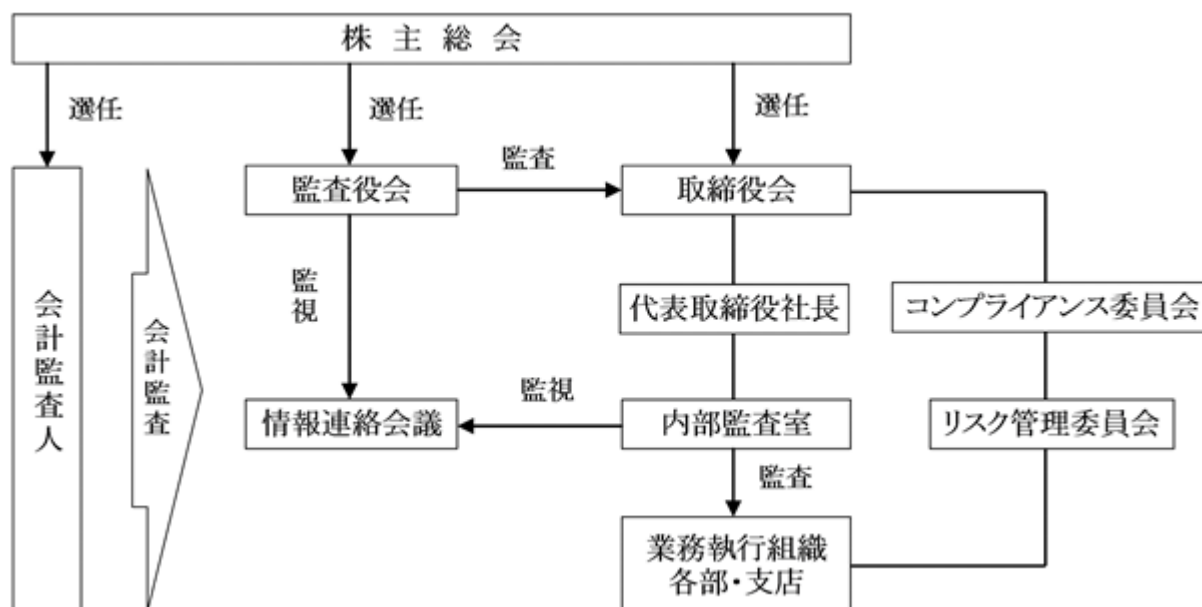 株主総会
選任
選任
選任
監査役会
監査
取締役会
会計監査人
会計監査
監視
代表取締役社長
コンプライアンス委員会
情報連絡会議
監視
内部監査室
リスク管理委員会
監査
業務執行組織
各部・支店